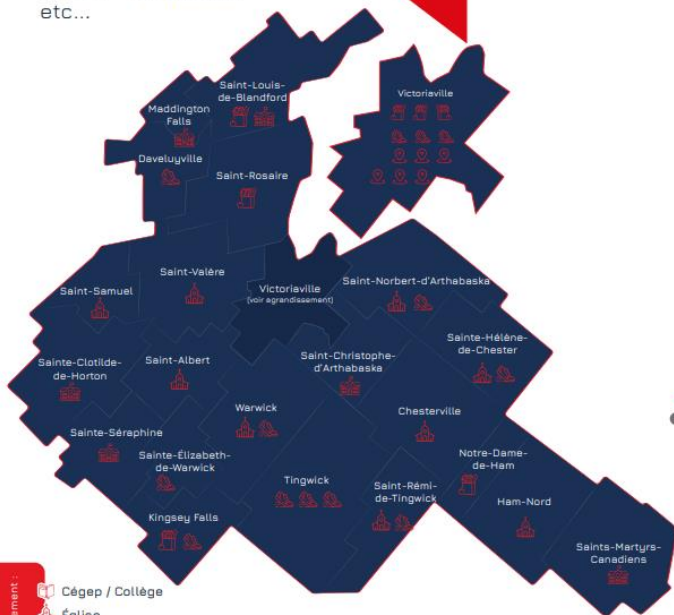 etc...
Saint-Louis-
de-Blandford
Maddington
Falls
Daveluyville
Saint-Rosaire
Victoriaville
Saint-Samuel
Saint-Valère
Victoriaville
(voir agrandissement)
Saint-Norbert-d'Arthabaska
Sainte-Clotilde-
de-Horton
Saint-Albert
Saint-Christophe-
d'Arthabaska
Sainte-Hélène-
de-Chester
Warwick
Chesterville
Sainte-Séraphine
Sainte-Élizabeth-
de-Warwick
Tingwick
Saint-Rémi-
de-Tingwick
Notre-Dame-
de-Ham
Kingsey Falls
Ham-Nord
Saints-Martyrs-
Canadiens
ement :
Cégep / Collège
Église